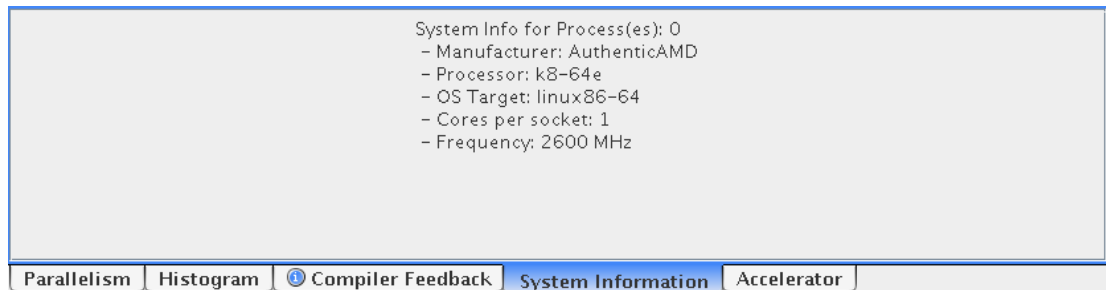 System Info for Process(es): 0
– Manufacturer: AuthenticAMD
– Processor: k8–64e
– OS Target: linux86–64
– Cores per socket: 1
– Frequency: 2600 MHz
Parallelism Histogram Compiler Feedback System Information Accelerator